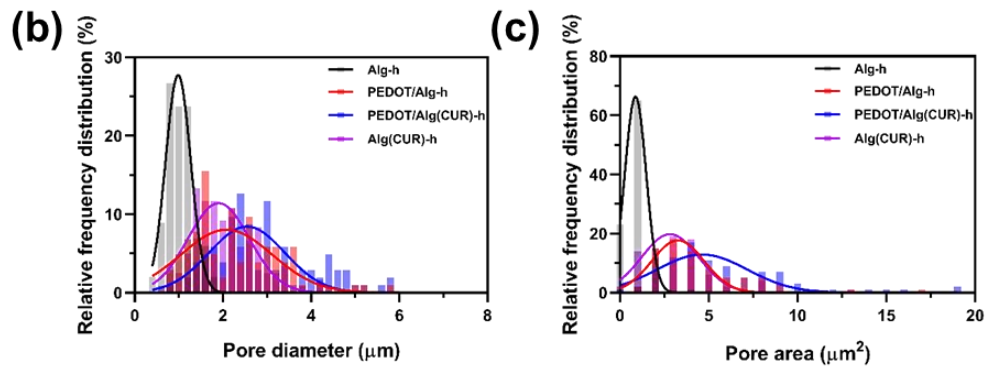 (b)
Relative frequency distribution (%)
30
20
10
0
0 2 4 6 8
Pore diameter (μm)
Alg-h
PEDOT/Alg-h
PEDOT/Alg(CUR)-h
Alg(CUR)-h
(c)
Relative frequency distribution (%)
80
60
40
20
0
0 5 10 15 20
Pore area (μm²)
Alg-h
PEDOT/Alg-h
PEDOT/Alg(CUR)-h
Alg(CUR)-h